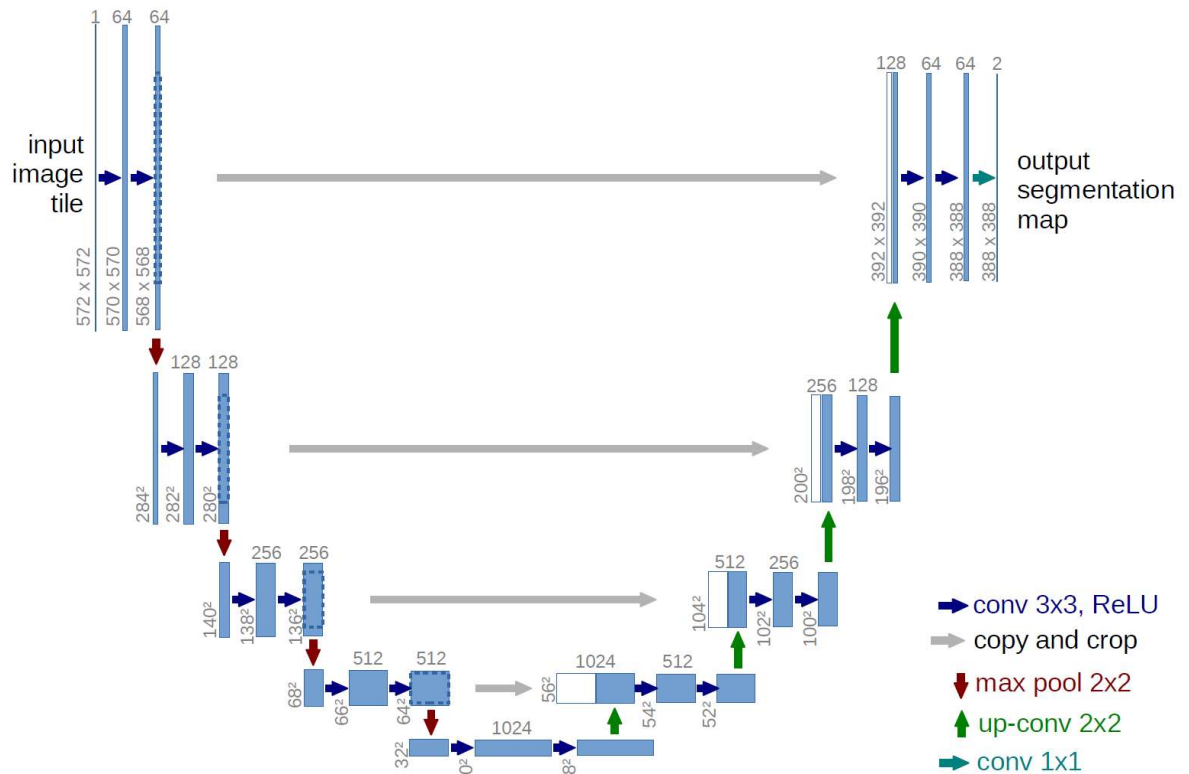 1 64 64
input
image
tile
572 x 572
570 x 570
568 x 568
128 64 64 2
392 x 392
390 x 390
388 x 388
388 x 388
output
segmentation
map
128 128
284²
282²
280²
256 128
200²
198²
196²
256 256
140²
138²
136²
512 256
104²
102²
100²
512 512
68²
66²
64²
1024 512
56²
54²
52²
1024
32²
0²
8²
conv 3x3, ReLU
copy and crop
max pool 2x2
up-conv 2x2
conv 1x1